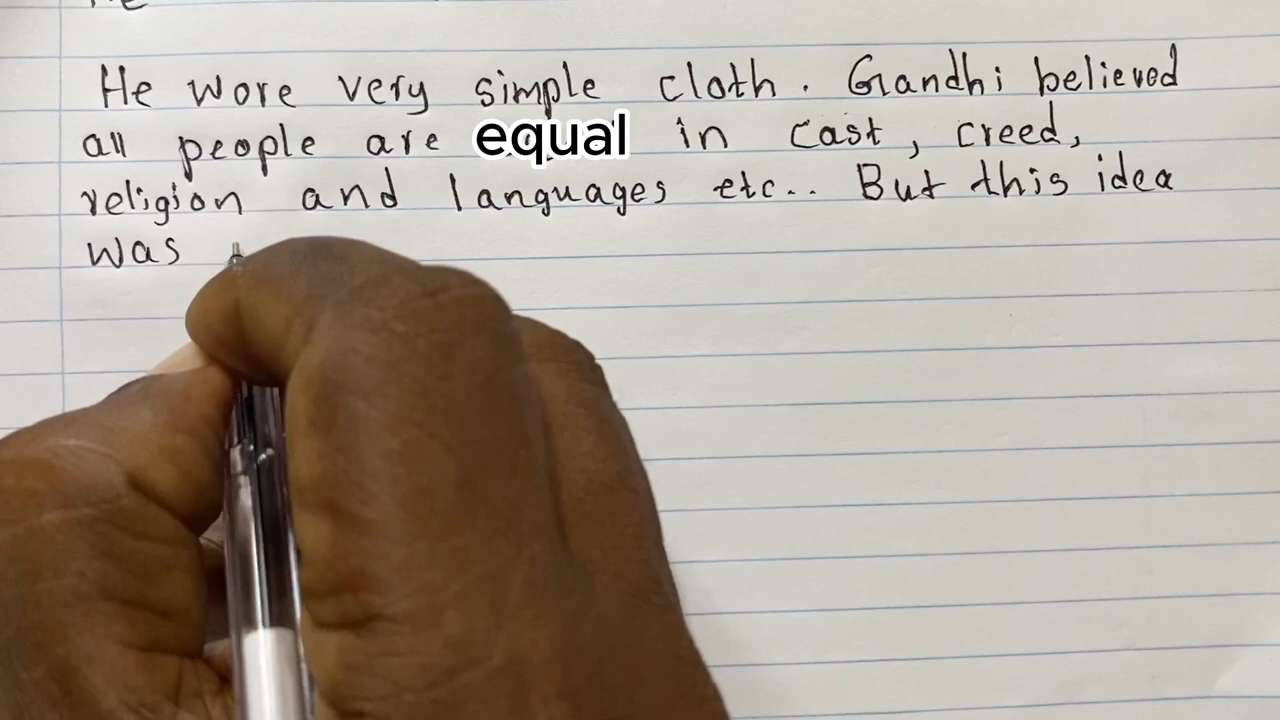 He wore very simple cloth. Gandhi believed
all people are equal in cast, creed,
religion and languages etc.. But this idea
was